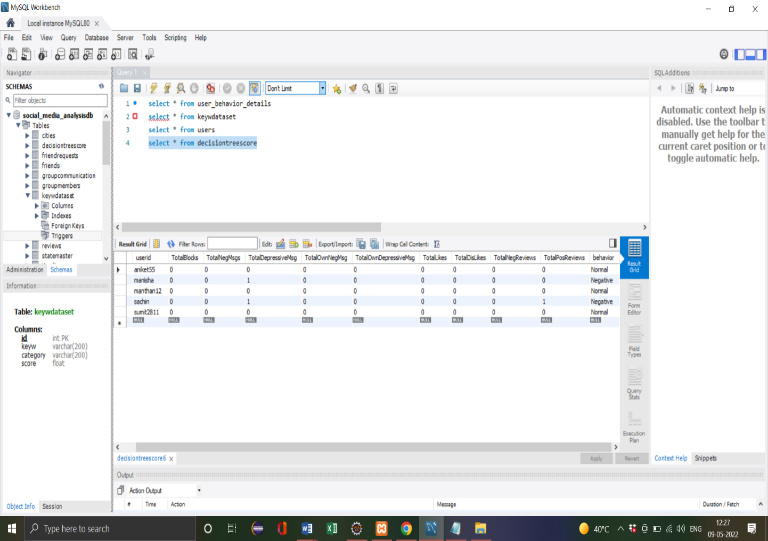 MySQL Workbench
Local instance MySQL80 ×
File Edit View Query Database Server Tools Scripting Help
Navigator
Query 1 ×
SQLAdditions
SCHEMAS
Filter objects
Don't Limit
Jump to
social_media_analysisdb
Tables
cities
decisiontreescore
friendrequests
friends
groupcommunication
groupmembers
keywdataset
Columns
Indexes
Foreign Keys
Triggers
reviews
statemaster
1 select * from user_behavior_details
2 select * from keywdataset
3 select * from users
4 select * from decisiontreescore
Automatic context help is
disabled. Use the toolbar t
manually get help for the
current caret position or to
toggle automatic help.
Administration Schemas
Information
Table: keywdataset
Columns:
id int PK
keyw varchar(200)
category varchar(200)
score float
Result Grid Filter Rows: Edit: Export/Import: Wrap Cell Content:
userid TotalBlocks TotalNegMsgs TotalDepressiveMsg TotalOwnNegMsg TotalOwnDepressiveMsg TotalLikes TotalDisLikes TotalNegReviews TotalPosReviews behavior
aniket55 0 0 0 0 0 0 0 0 0 Normal
manisha 0 0 1 0 0 0 0 0 0 Negative
manthan12 0 0 0 0 0 0 0 0 0 Normal
sachin 0 0 1 0 0 0 0 0 1 Negative
sumit2811 0 0 0 0 0 0 0 0 0 Normal
NULL NULL NULL NULL NULL NULL NULL NULL NULL NULL NULL
Result
Grid
Form
Editor
Field
Types
Query
Stats
Execution
Plan
decisiontreescore6 ×
Apply Revert
Context Help Snippets
Output
Action Output
# Time Action Message Duration / Fetch
Object Info Session
Type here to search
40°C ENG
12:27
09-05-2022